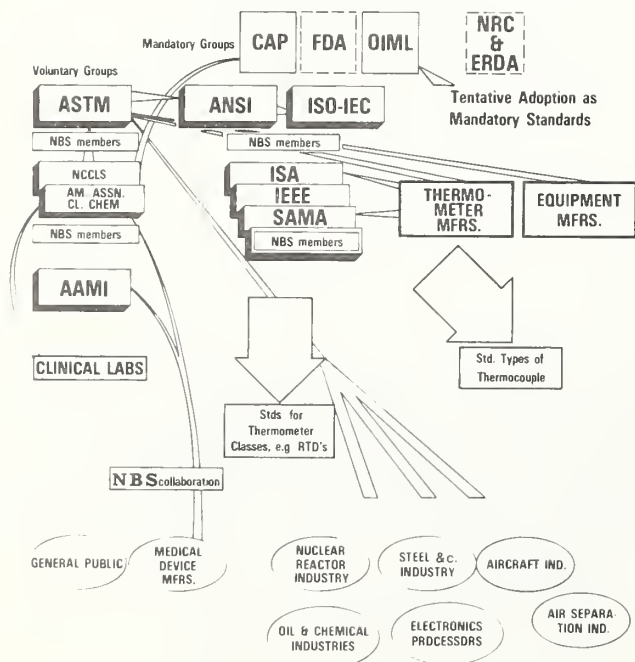 Mandatory Groups
CAP
FDA
OIML
NRC
&
ERDA
Voluntary Groups
ASTM
ANSI
ISO-IEC
Tentative Adoption as
Mandatory Standards
NBS members
NBS members
NCCLS
AM. ASSN.
CL. CHEM
NBS members
ISA
IEEE
SAMA
NBS members
THERMO-
METER
MFRS.
EQUIPMENT
MFRS.
AAMI
CLINICAL LABS
Std. Types of
Thermocouple
Stds for
Thermometer
Classes, e.g RTD's
NBS collaboration
GENERAL PUBLIC
MEDICAL
DEVICE
MFRS.
NUCLEAR
REACTOR
INDUSTRY
STEEL &c.
INDUSTRY
AIRCRAFT IND.
OIL & CHEMICAL
INDUSTRIES
ELECTRONICS
PROCESSORS
AIR SEPARA-
TION IND.